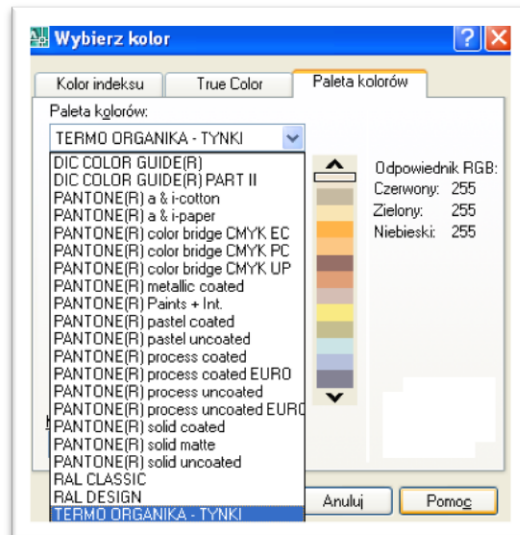 Wybierz kolor
Kolor indeksu
True Color
Paleta kolorów
Paleta kolorów:
TERMO ORGANIKA - TYNKI
DIC COLOR GUIDE(R)
DIC COLOR GUIDE(R) PART II
PANTONE(R) a & i-cotton
PANTONE(R) a & i-paper
PANTONE(R) color bridge CMYK EC
PANTONE(R) color bridge CMYK PC
PANTONE(R) color bridge CMYK UP
PANTONE(R) metallic coated
PANTONE(R) Paints + Int.
PANTONE(R) pastel coated
PANTONE(R) pastel uncoated
PANTONE(R) process coated
PANTONE(R) process coated EURO
PANTONE(R) process uncoated
PANTONE(R) process uncoated EURO
PANTONE(R) solid coated
PANTONE(R) solid matte
PANTONE(R) solid uncoated
RAL CLASSIC
RAL DESIGN
TERMO ORGANIKA - TYNKI
Odpowiednik RGB:
Czerwony: 255
Zielony: 255
Niebieski: 255
Anuluj
Pomoc